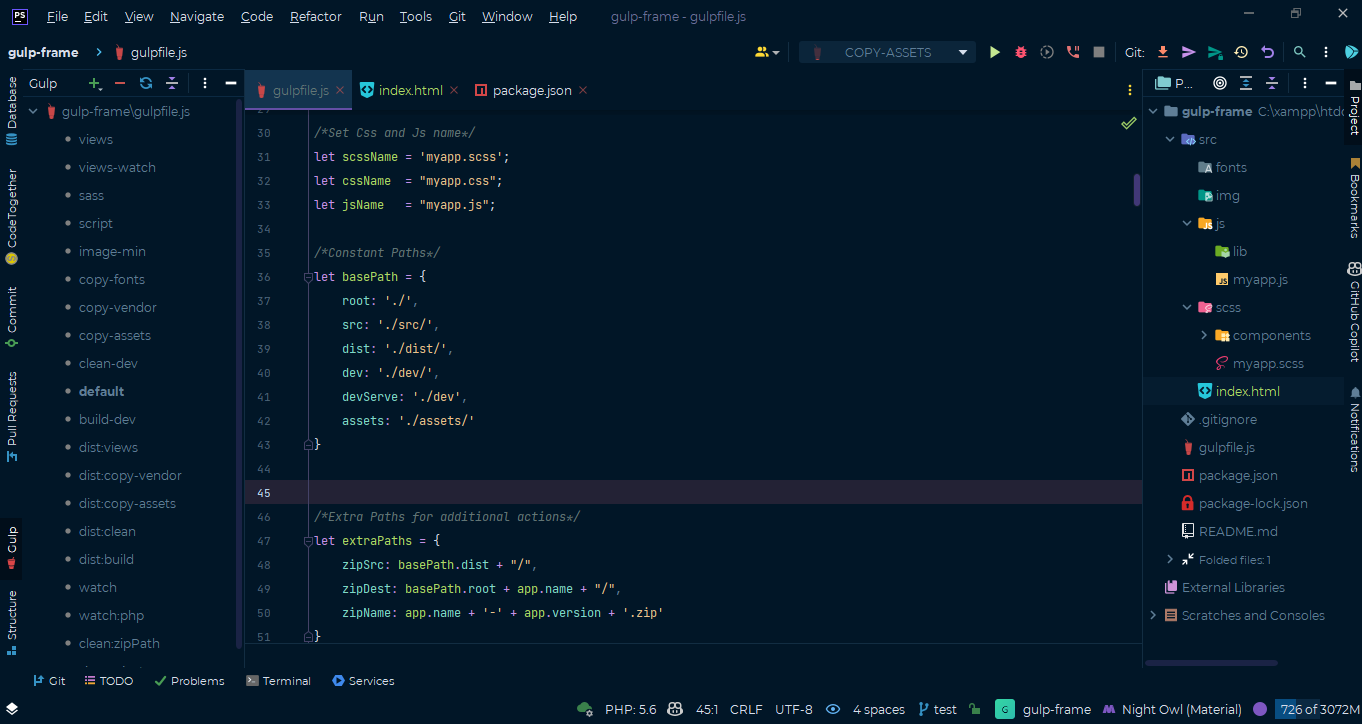 PS File Edit View Navigate Code Refactor Run Tools Git Window Help gulp-frame - gulpfile.js
gulp-frame gulpfile.js COPY-ASSETS Git:
Database
CodeTogether
Commit
Pull Requests
Gulp
Structure
Gulp
gulp-frame\gulpfile.js
views
views-watch
sass
script
image-min
copy-fonts
copy-vendor
copy-assets
clean-dev
default
build-dev
dist:views
dist:copy-vendor
dist:copy-assets
dist:clean
dist:build
watch
watch:php
clean:zipPath
gulpfile.js index.html package.json
30 /*Set Css and Js name*/
31 let scssName = 'myapp.scss';
32 let cssName  = "myapp.css";
33 let jsName   = "myapp.js";
34
35 /*Constant Paths*/
36 let basePath = {
37     root: './',
38     src: './src/',
39     dist: './dist/',
40     dev: './dev/',
41     devServe: './dev',
42     assets: './assets/'
43 }
44
45
46 /*Extra Paths for additional actions*/
47 let extraPaths = {
48     zipSrc: basePath.dist + "/",
49     zipDest: basePath.root + app.name + "/",
50     zipName: app.name + '-' + app.version + '.zip'
51 }
P...
gulp-frame C:\xampp\htdo
src
fonts
img
js
lib
JS myapp.js
scss
components
myapp.scss
index.html
.gitignore
gulpfile.js
package.json
package-lock.json
README.md
Folded files: 1
External Libraries
Scratches and Consoles
Project
Bookmarks
GitHub Copilot
Notifications
Git TODO Problems Terminal Services
PHP: 5.6 45:1 CRLF UTF-8 4 spaces test G gulp-frame Night Owl (Material) 726 of 3072M